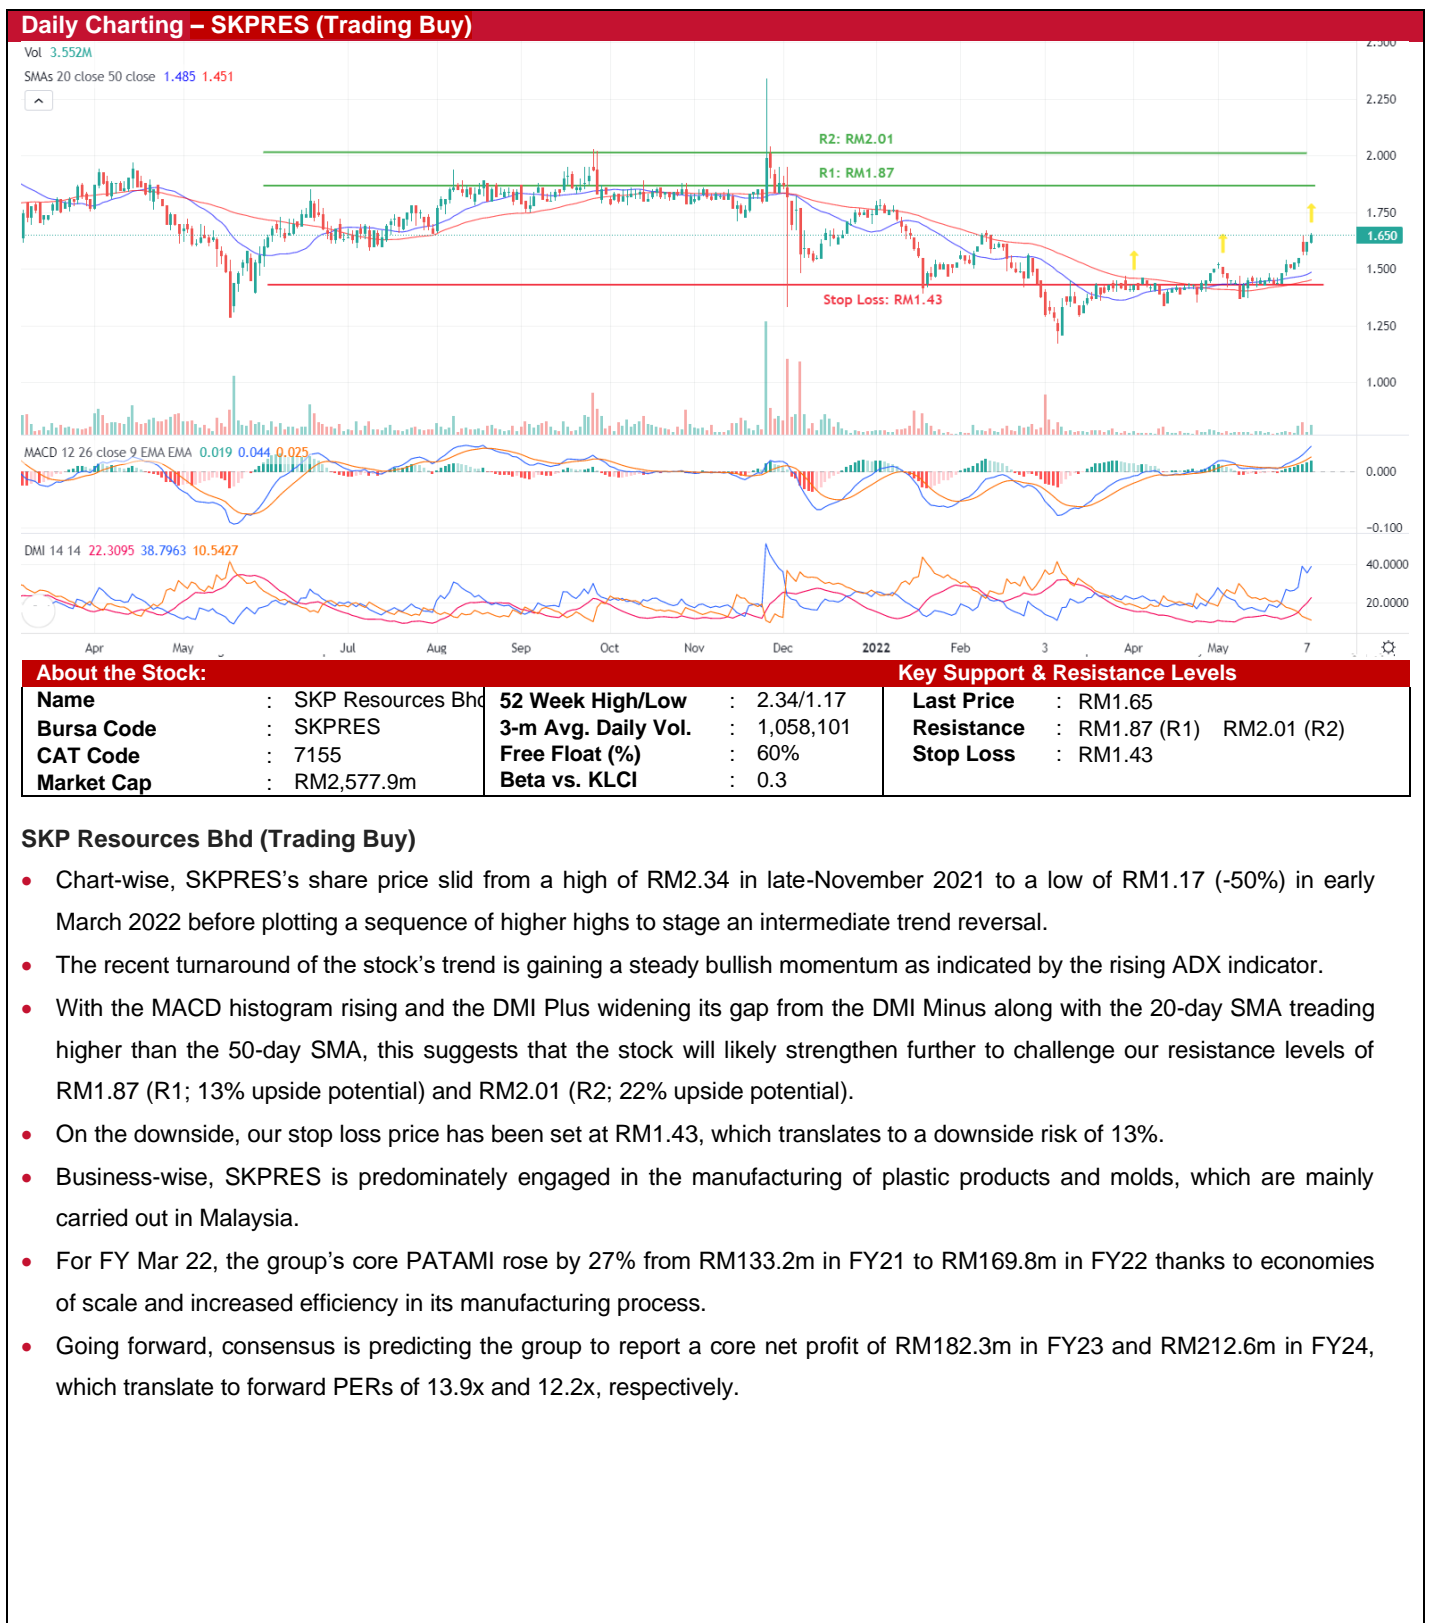 Daily Charting – SKPRES (Trading Buy)
Vol 3.552M
SMAs 20 close 50 close 1.485 1.451
2.500
2.250
R2: RM2.01
2.000
R1: RM1.87
1.750
1.650
1.500
Stop Loss: RM1.43
1.250
1.000
MACD 12 26 close 9 EMA EMA 0.019 0.044 0.025
0.000
-0.100
DMI 14 14 22.3095 38.7963 10.5427
40.0000
20.0000
Apr May Jul Aug Sep Oct Nov Dec 2022 Feb 3 Apr May 7
About the Stock: Key Support & Resistance Levels
Name : SKP Resources Bhd 52 Week High/Low : 2.34/1.17 Last Price : RM1.65
Bursa Code : SKPRES 3-m Avg. Daily Vol. : 1,058,101 Resistance : RM1.87 (R1) RM2.01 (R2)
CAT Code : 7155 Free Float (%) : 60% Stop Loss : RM1.43
Market Cap : RM2,577.9m Beta vs. KLCI : 0.3
SKP Resources Bhd (Trading Buy)
• Chart-wise, SKPRES's share price slid from a high of RM2.34 in late-November 2021 to a low of RM1.17 (-50%) in early
March 2022 before plotting a sequence of higher highs to stage an intermediate trend reversal.
• The recent turnaround of the stock's trend is gaining a steady bullish momentum as indicated by the rising ADX indicator.
• With the MACD histogram rising and the DMI Plus widening its gap from the DMI Minus along with the 20-day SMA treading
higher than the 50-day SMA, this suggests that the stock will likely strengthen further to challenge our resistance levels of
RM1.87 (R1; 13% upside potential) and RM2.01 (R2; 22% upside potential).
• On the downside, our stop loss price has been set at RM1.43, which translates to a downside risk of 13%.
• Business-wise, SKPRES is predominately engaged in the manufacturing of plastic products and molds, which are mainly
carried out in Malaysia.
• For FY Mar 22, the group's core PATAMI rose by 27% from RM133.2m in FY21 to RM169.8m in FY22 thanks to economies
of scale and increased efficiency in its manufacturing process.
• Going forward, consensus is predicting the group to report a core net profit of RM182.3m in FY23 and RM212.6m in FY24,
which translate to forward PERs of 13.9x and 12.2x, respectively.